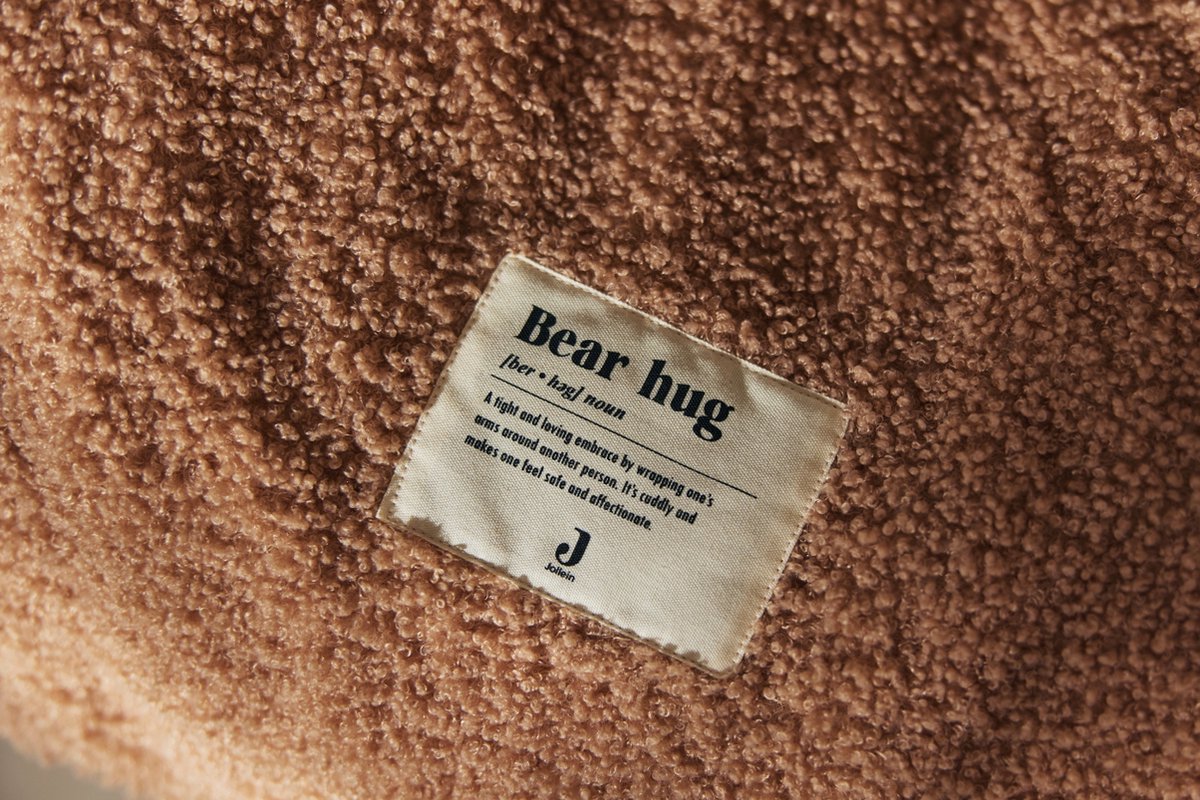 Bear hug
/ber • həg/ noun
A tight and loving embrace by wrapping one's
arms around another person. It's cuddly and
makes one feel safe and affectionate.
J
Jollein